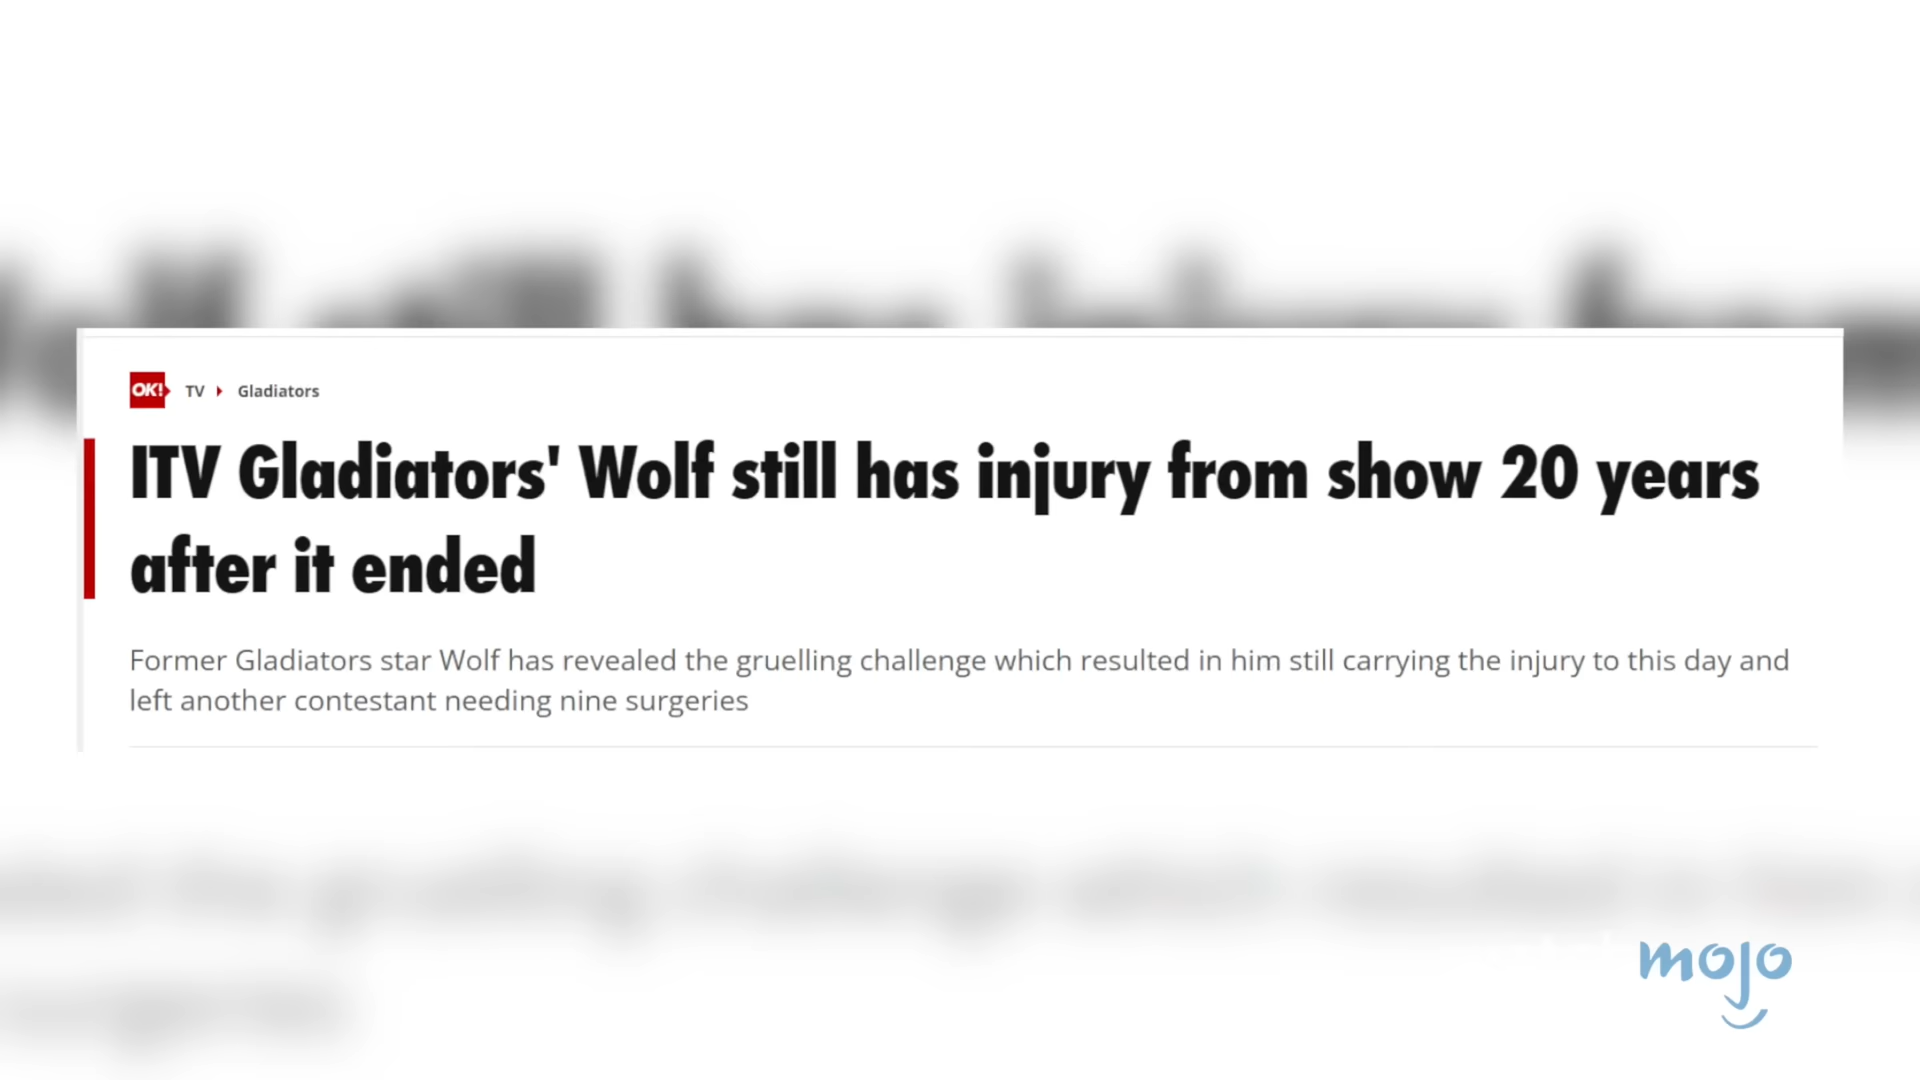 OK! TV Gladiators
ITV Gladiators' Wolf still has injury from show 20 years
after it ended
Former Gladiators star Wolf has revealed the gruelling challenge which resulted in him still carrying the injury to this day and
left another contestant needing nine surgeries
mojo